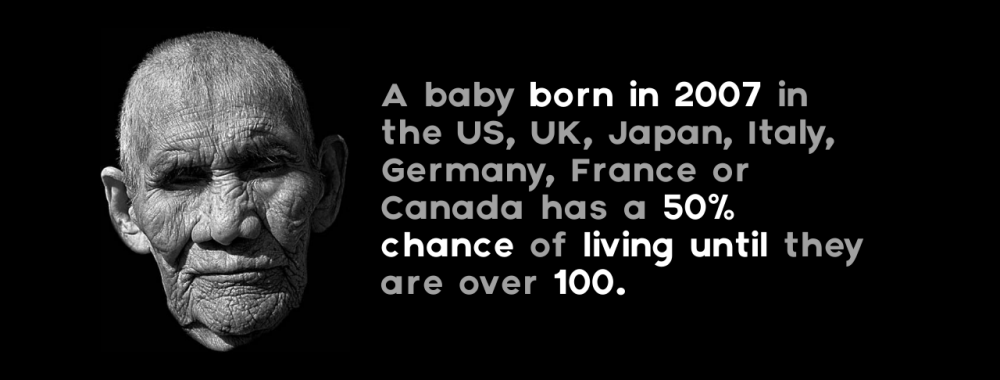 A baby born in 2007 in
the US, UK, Japan, Italy,
Germany, France or
Canada has a 50%
chance of living until they
are over 100.